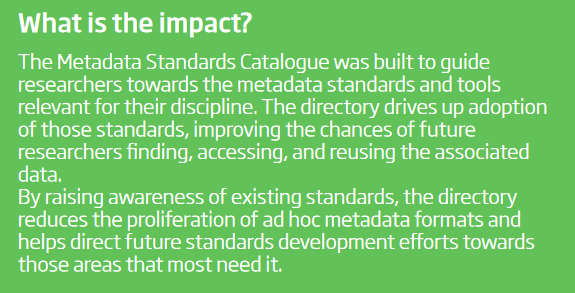 What is the impact?
The Metadata Standards Catalogue was built to guide
researchers towards the metadata standards and tools
relevant for their discipline. The directory drives up adoption
of those standards, improving the chances of future
researchers finding, accessing, and reusing the associated
data.
By raising awareness of existing standards, the directory
reduces the proliferation of ad hoc metadata formats and
helps direct future standards development efforts towards
those areas that most need it.